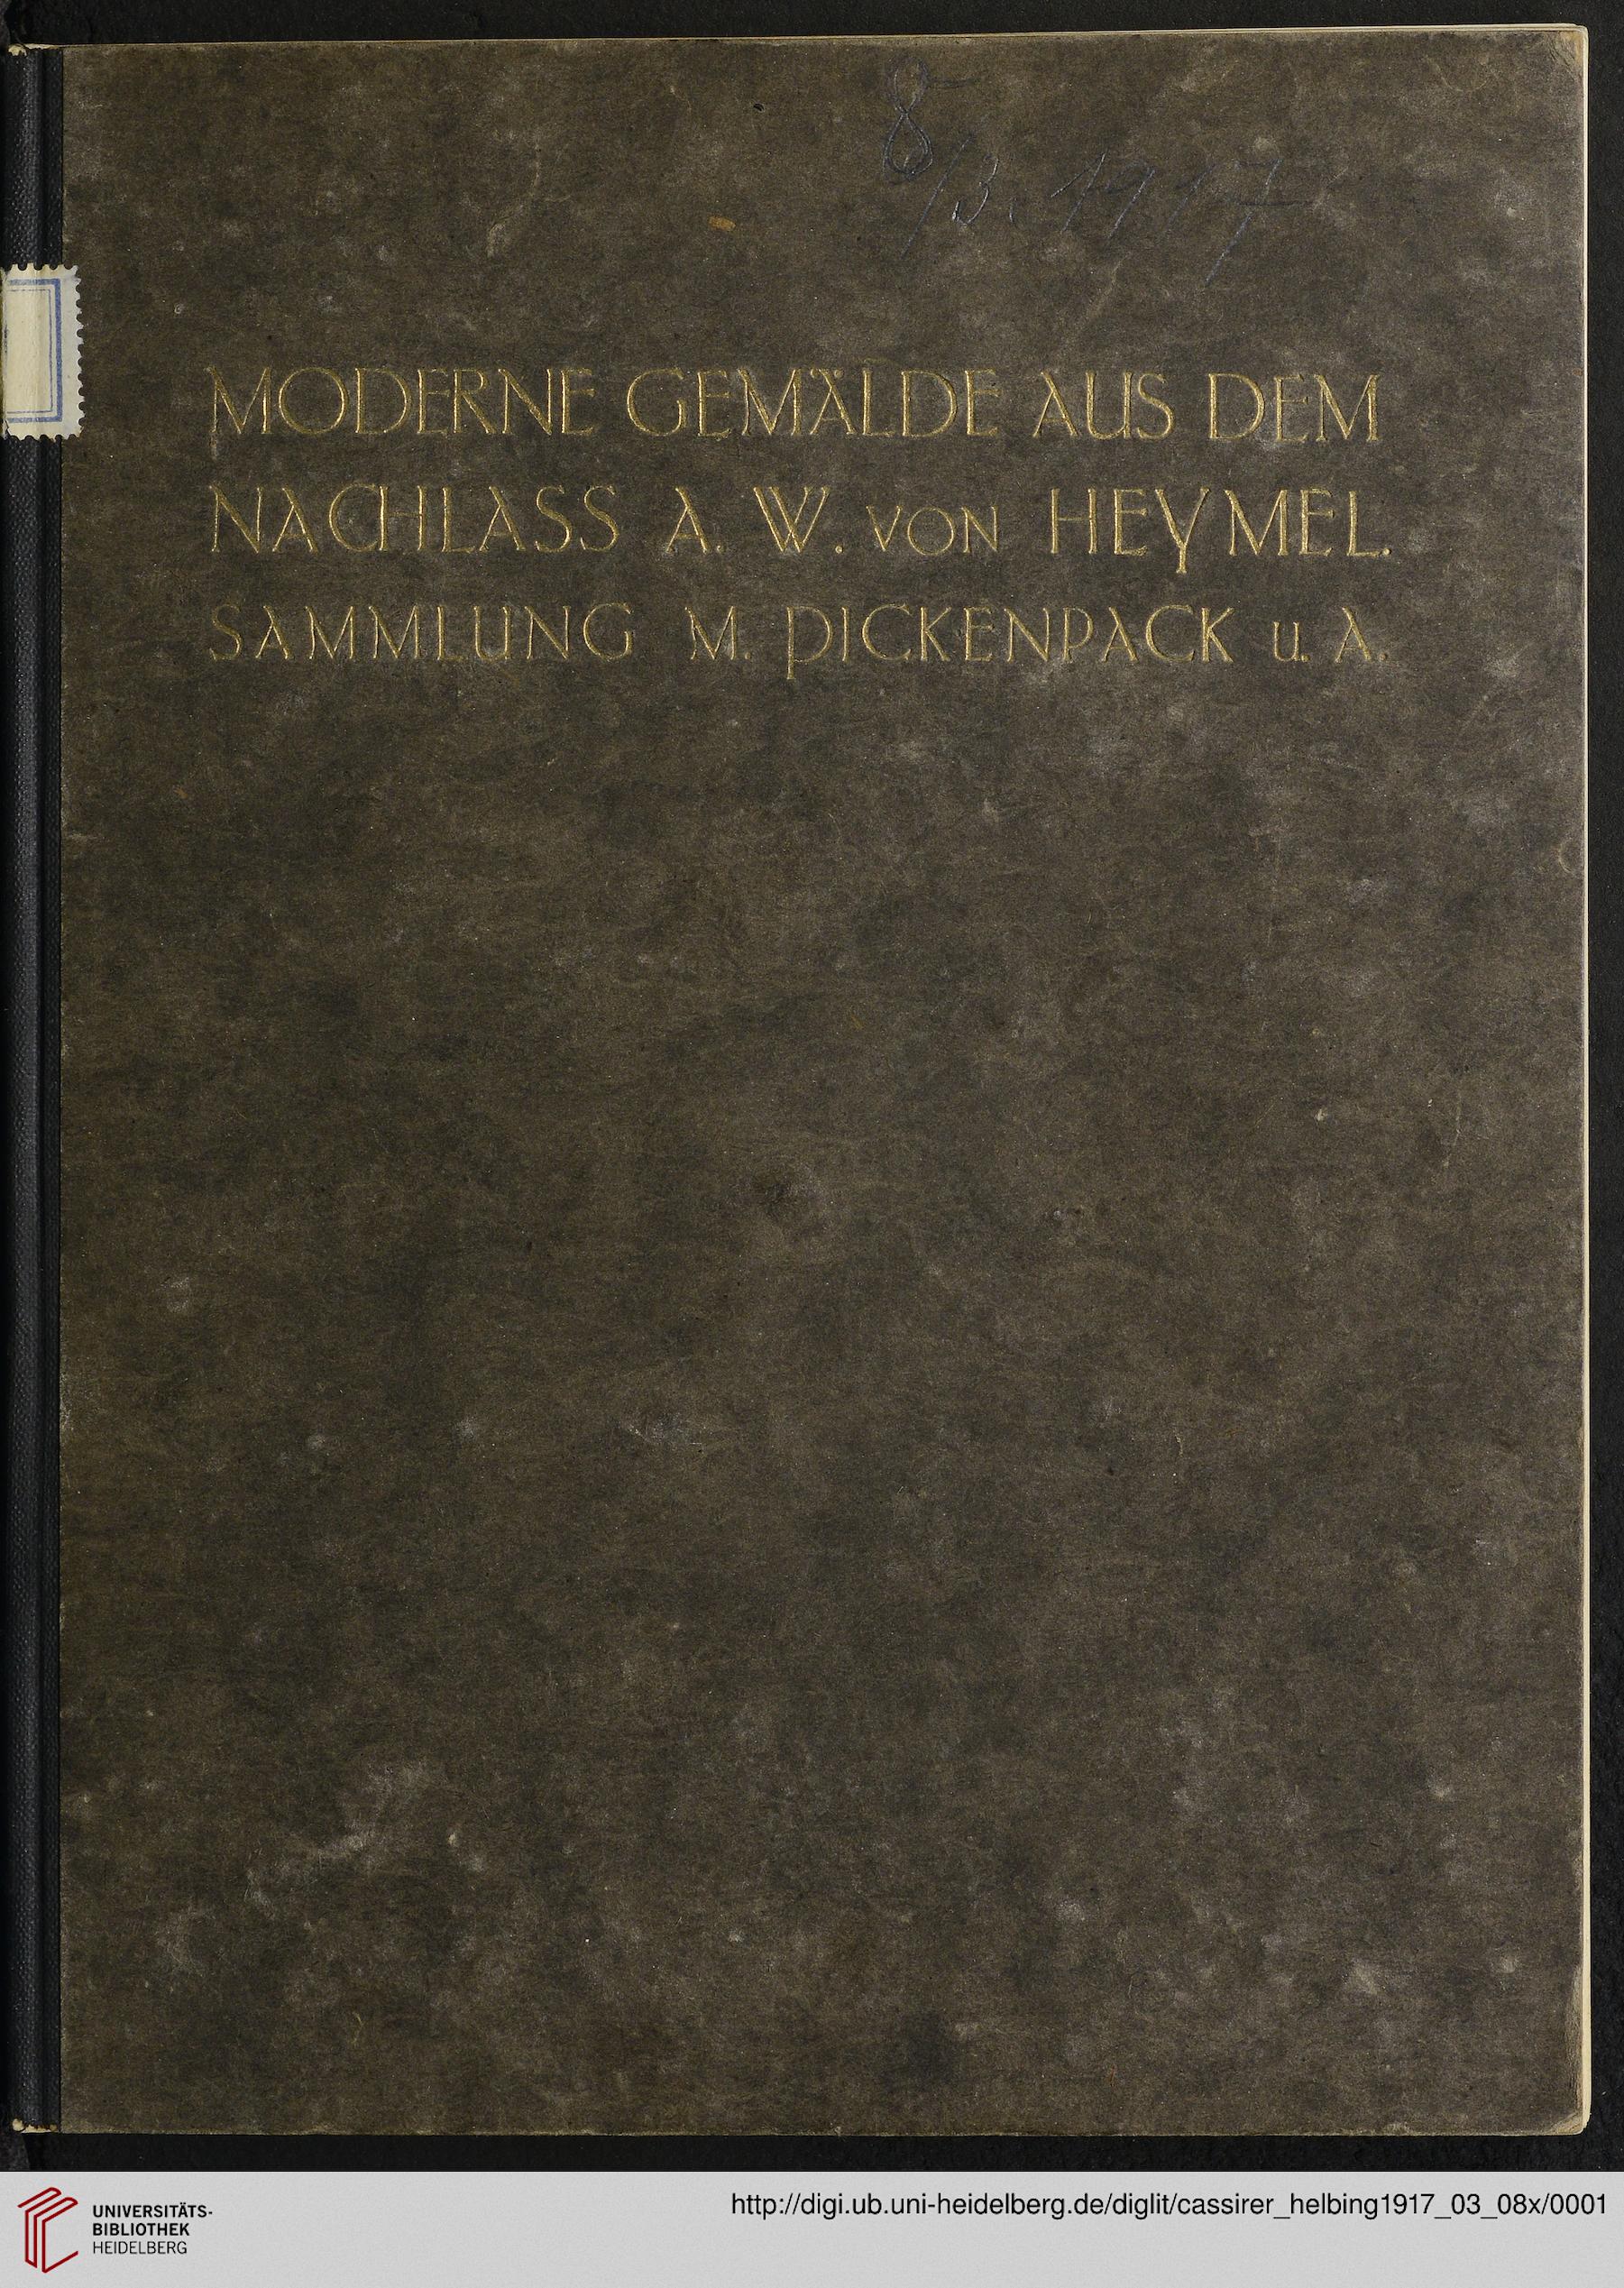 8/3. 1917
MODERNE GEMÄLDE AUS DEM
NACHLASS A. W. VON HEYMEL.
SAMMLUNG M. PICKENPACK u. A.
UNIVERSITÄTS-
BIBLIOTHEK
HEIDELBERG
http://digi.ub.uni-heidelberg.de/diglit/cassirer_helbing1917_03_08x/0001